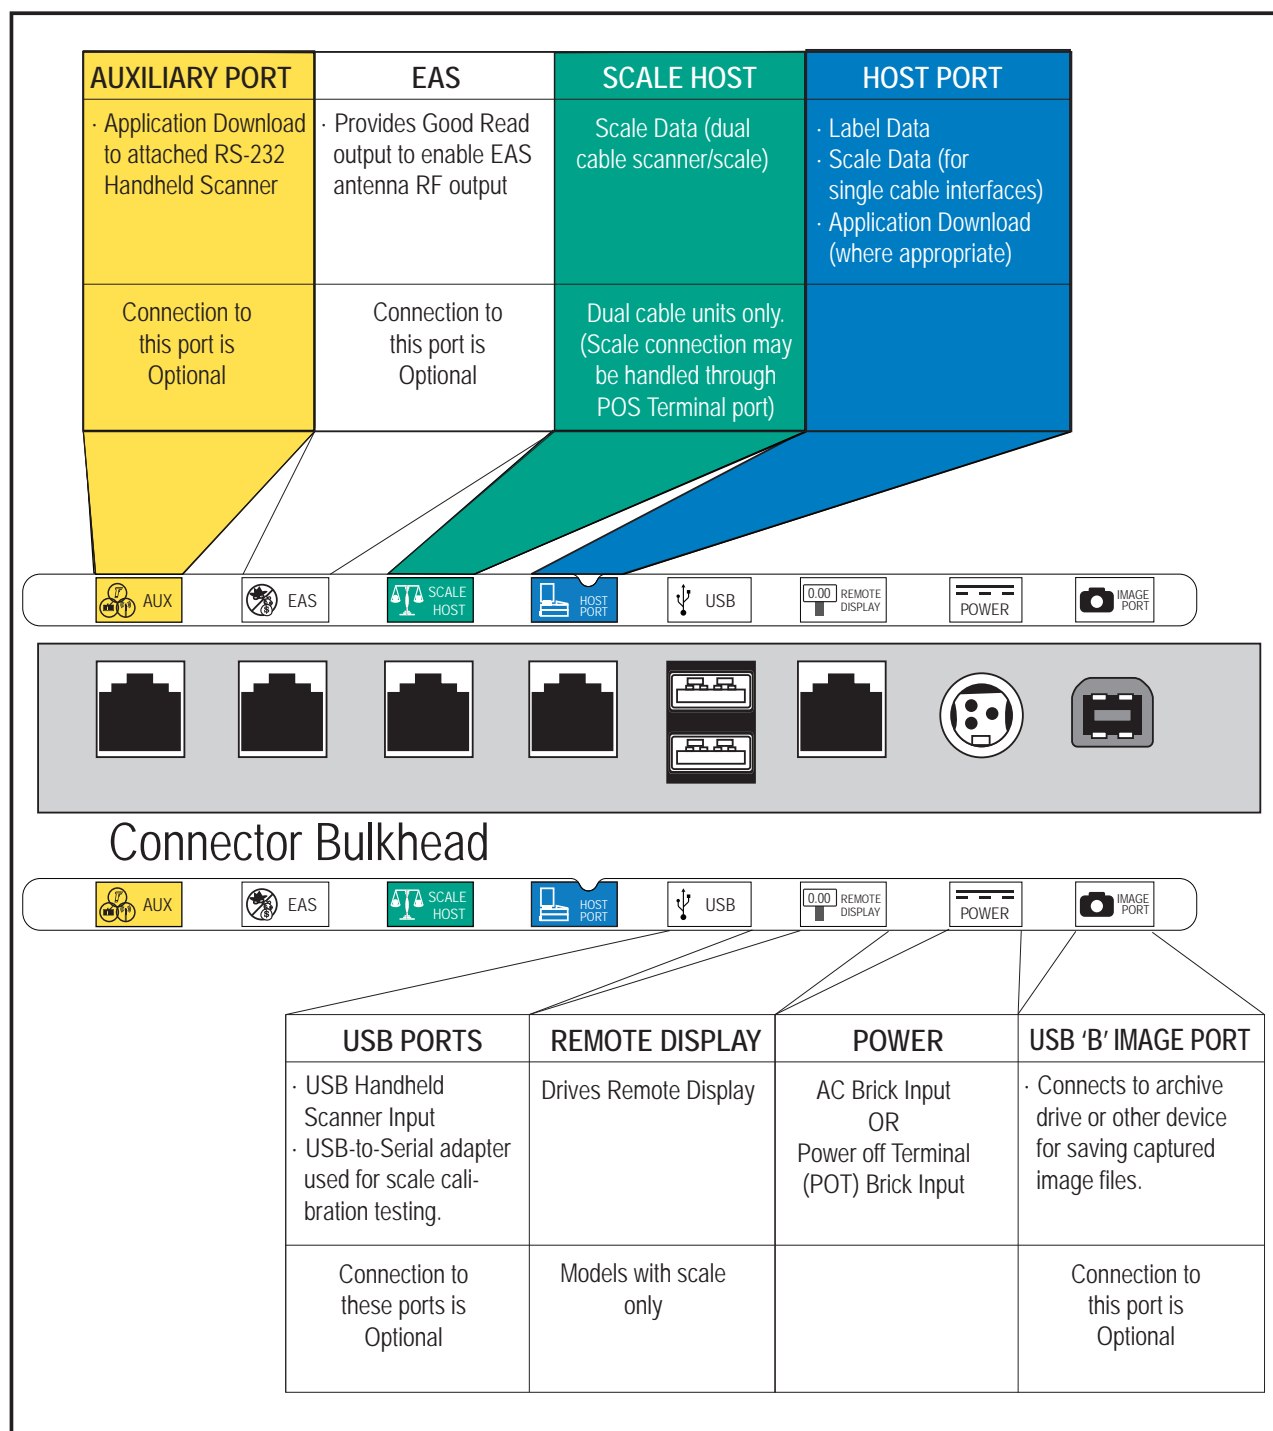 AUXILIARY PORT
· Application Download
to attached RS-232
Handheld Scanner
Connection to
this port is
Optional
EAS
· Provides Good Read
output to enable EAS
antenna RF output
Connection to
this port is
Optional
SCALE HOST
Scale Data (dual
cable scanner/scale)
Dual cable units only.
(Scale connection may
be handled through
POS Terminal port)
HOST PORT
· Label Data
· Scale Data (for
single cable interfaces)
· Application Download
(where appropriate)
AUX
EAS
SCALE
HOST
HOST
PORT
USB
0.00
REMOTE
DISPLAY
POWER
IMAGE
PORT
Connector Bulkhead
AUX
EAS
SCALE
HOST
HOST
PORT
USB
0.00
REMOTE
DISPLAY
POWER
IMAGE
PORT
USB PORTS
· USB Handheld
Scanner Input
· USB-to-Serial adapter
used for scale cali-
bration testing.
Connection to
these ports is
Optional
REMOTE DISPLAY
Drives Remote Display
Models with scale
only
POWER
AC Brick Input
OR
Power off Terminal
(POT) Brick Input
USB ‘B’ IMAGE PORT
· Connects to archive
drive or other device
for saving captured
image files.
Connection to
this port is
Optional